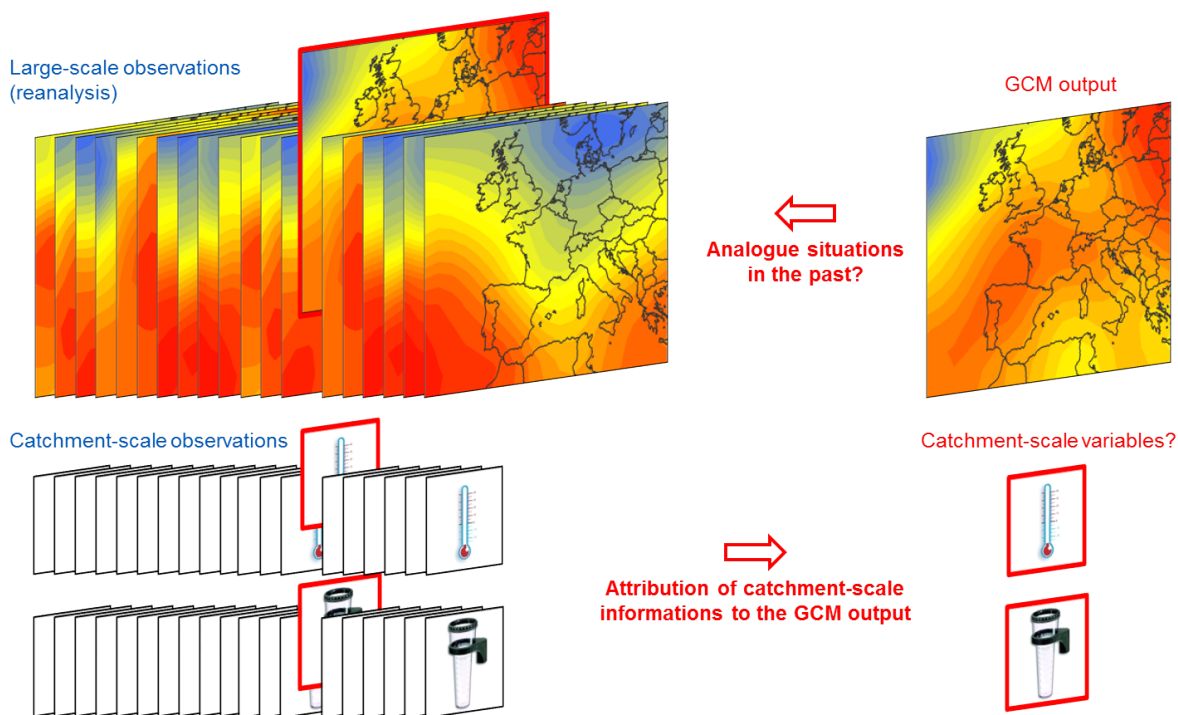 Large-scale observations
(reanalysis)
GCM output
Analogue situations
in the past?
Catchment-scale observations
Catchment-scale variables?
Attribution of catchment-scale
informations to the GCM output